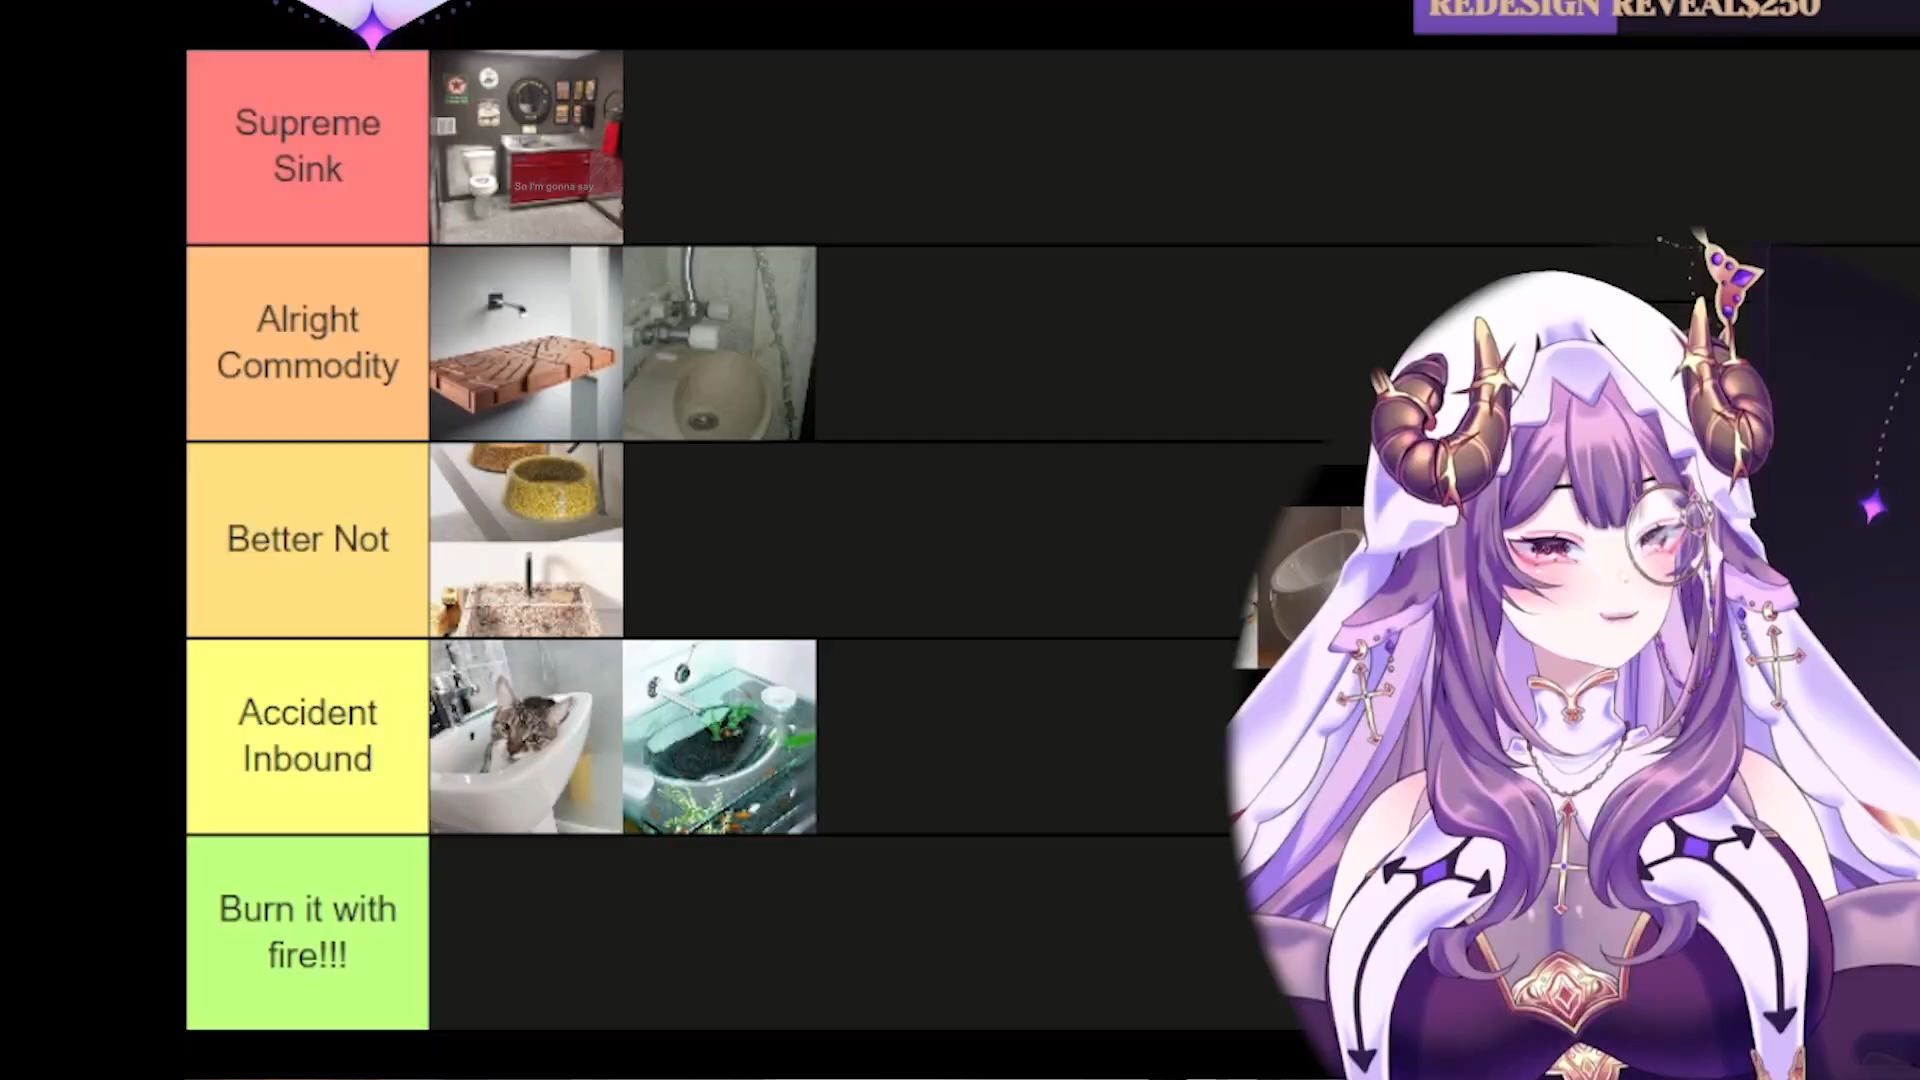 REDESIGN REVEAL$250
Supreme
Sink
So I'm gonna say
Alright
Commodity
Better Not
Accident
Inbound
Burn it with
fire!!!